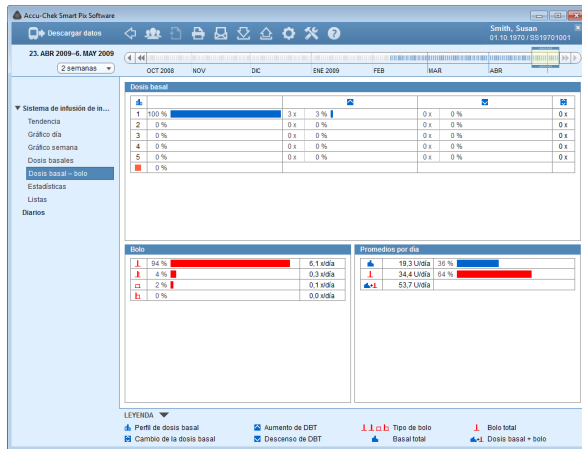 Accu-Chek Smart Pix Software
Descargar datos
Smith, Susan
01.10.1970 / SS19701001
23. ABR 2009–6. MAY 2009
2 semanas
OCT 2008 NOV DIC ENE 2009 FEB MAR ABR
Sistema de infusión de in...
Tendencia
Gráfico día
Gráfico semana
Dosis basales
Dosis basal – bolo
Estadísticas
Listas
Diarios
Dosis basal
1 100 % 3 x 3 % 0 x 0 % 0 x
2 0 % 0 x 0 % 0 x 0 % 0 x
3 0 % 0 x 0 % 0 x 0 % 0 x
4 0 % 0 x 0 % 0 x 0 % 0 x
5 0 % 0 x 0 % 0 x 0 % 0 x
0 %
Bolo
94 % 5,1 x/día
4 % 0,3 x/día
2 % 0,1 x/día
0 % 0,0 x/día
Promedios por día
19,3 U/día 36 %
34,4 U/día 64 %
53,7 U/día
LEYENDA
Perfil de dosis basal Aumento de DBT Tipo de bolo Bolo total
Cambio de la dosis basal Descenso de DBT Basal total Dosis basal + bolo